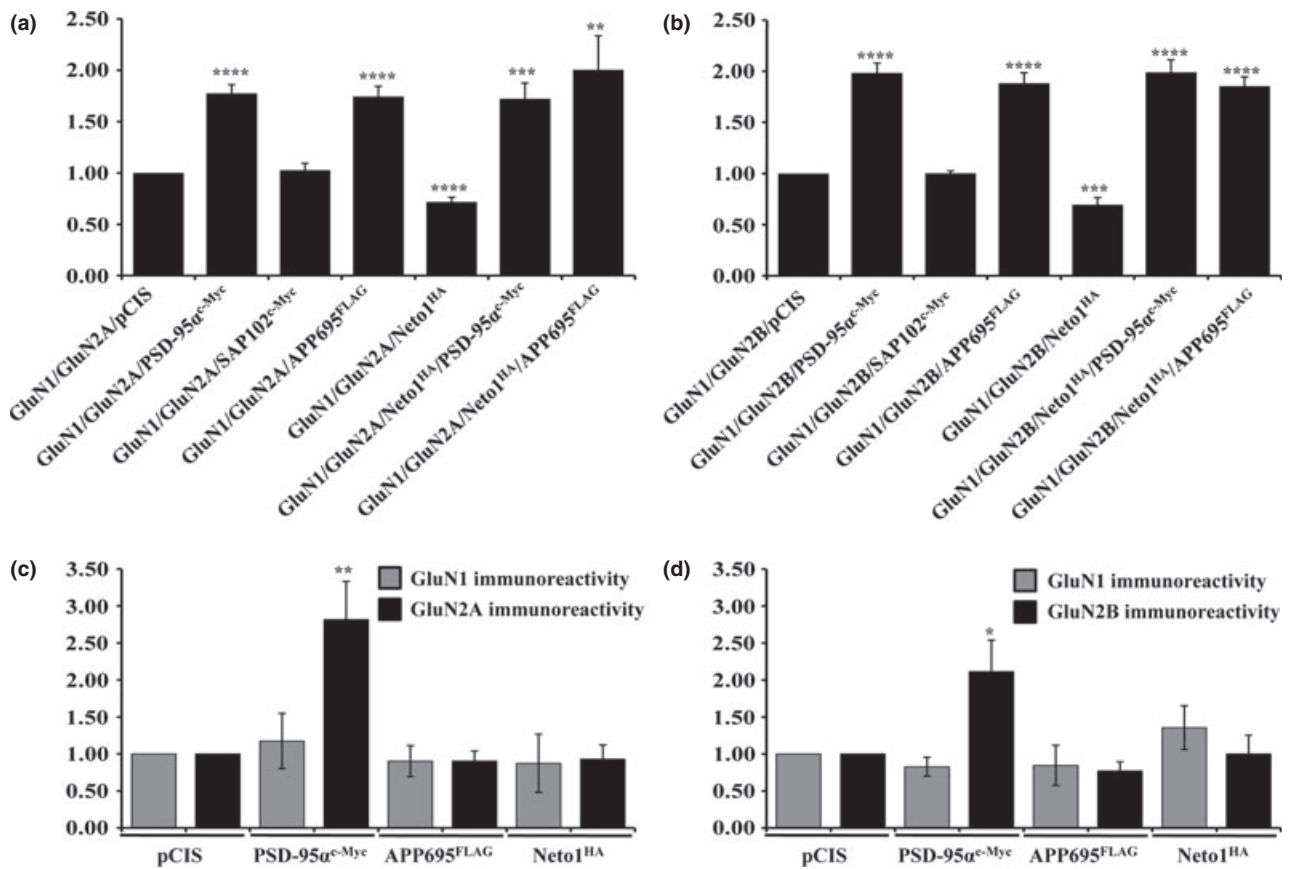 (a)
2.50
2.00
1.50
1.00
0.50
0.00
****
****
****
***
**
GluN1/GluN2A/pCIS
GluN1/GluN2A/PSD-95αc-Myc
GluN1/GluN2A/SAP102c-Myc
GluN1/GluN2A/APP695FLAG
GluN1/GluN2A/Neto1HA
GluN1/GluN2A/Neto1HA/PSD-95αc-Myc
GluN1/GluN2A/Neto1HA/APP695FLAG
(b)
2.50
2.00
1.50
1.00
0.50
0.00
****
****
***
****
****
GluN1/GluN2B/pCIS
GluN1/GluN2B/PSD-95αc-Myc
GluN1/GluN2B/SAP102c-Myc
GluN1/GluN2B/APP695FLAG
GluN1/GluN2B/Neto1HA
GluN1/GluN2B/Neto1HA/PSD-95αc-Myc
GluN1/GluN2B/Neto1HA/APP695FLAG
(c)
3.50
3.00
2.50
2.00
1.50
1.00
0.50
0.00
**
GluN1 immunoreactivity
GluN2A immunoreactivity
pCIS
PSD-95αc-Myc
APP695FLAG
Neto1HA
(d)
3.50
3.00
2.50
2.00
1.50
1.00
0.50
0.00
*
GluN1 immunoreactivity
GluN2B immunoreactivity
pCIS
PSD-95αc-Myc
APP695FLAG
Neto1HA